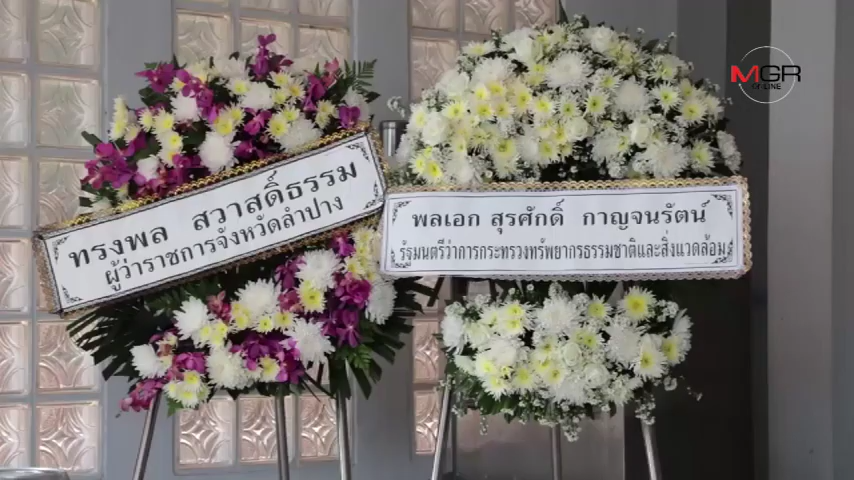 ทรงพล สวาสดิ์ธรรม
ผู้ว่าราชการจังหวัดลำปาง
พลเอก สุรศักดิ์ กาญจนรัตน์
รัฐมนตรีว่าการกระทรวงทรัพยากรธรรมชาติและสิ่งแวดล้อม
MGR
ONLINE